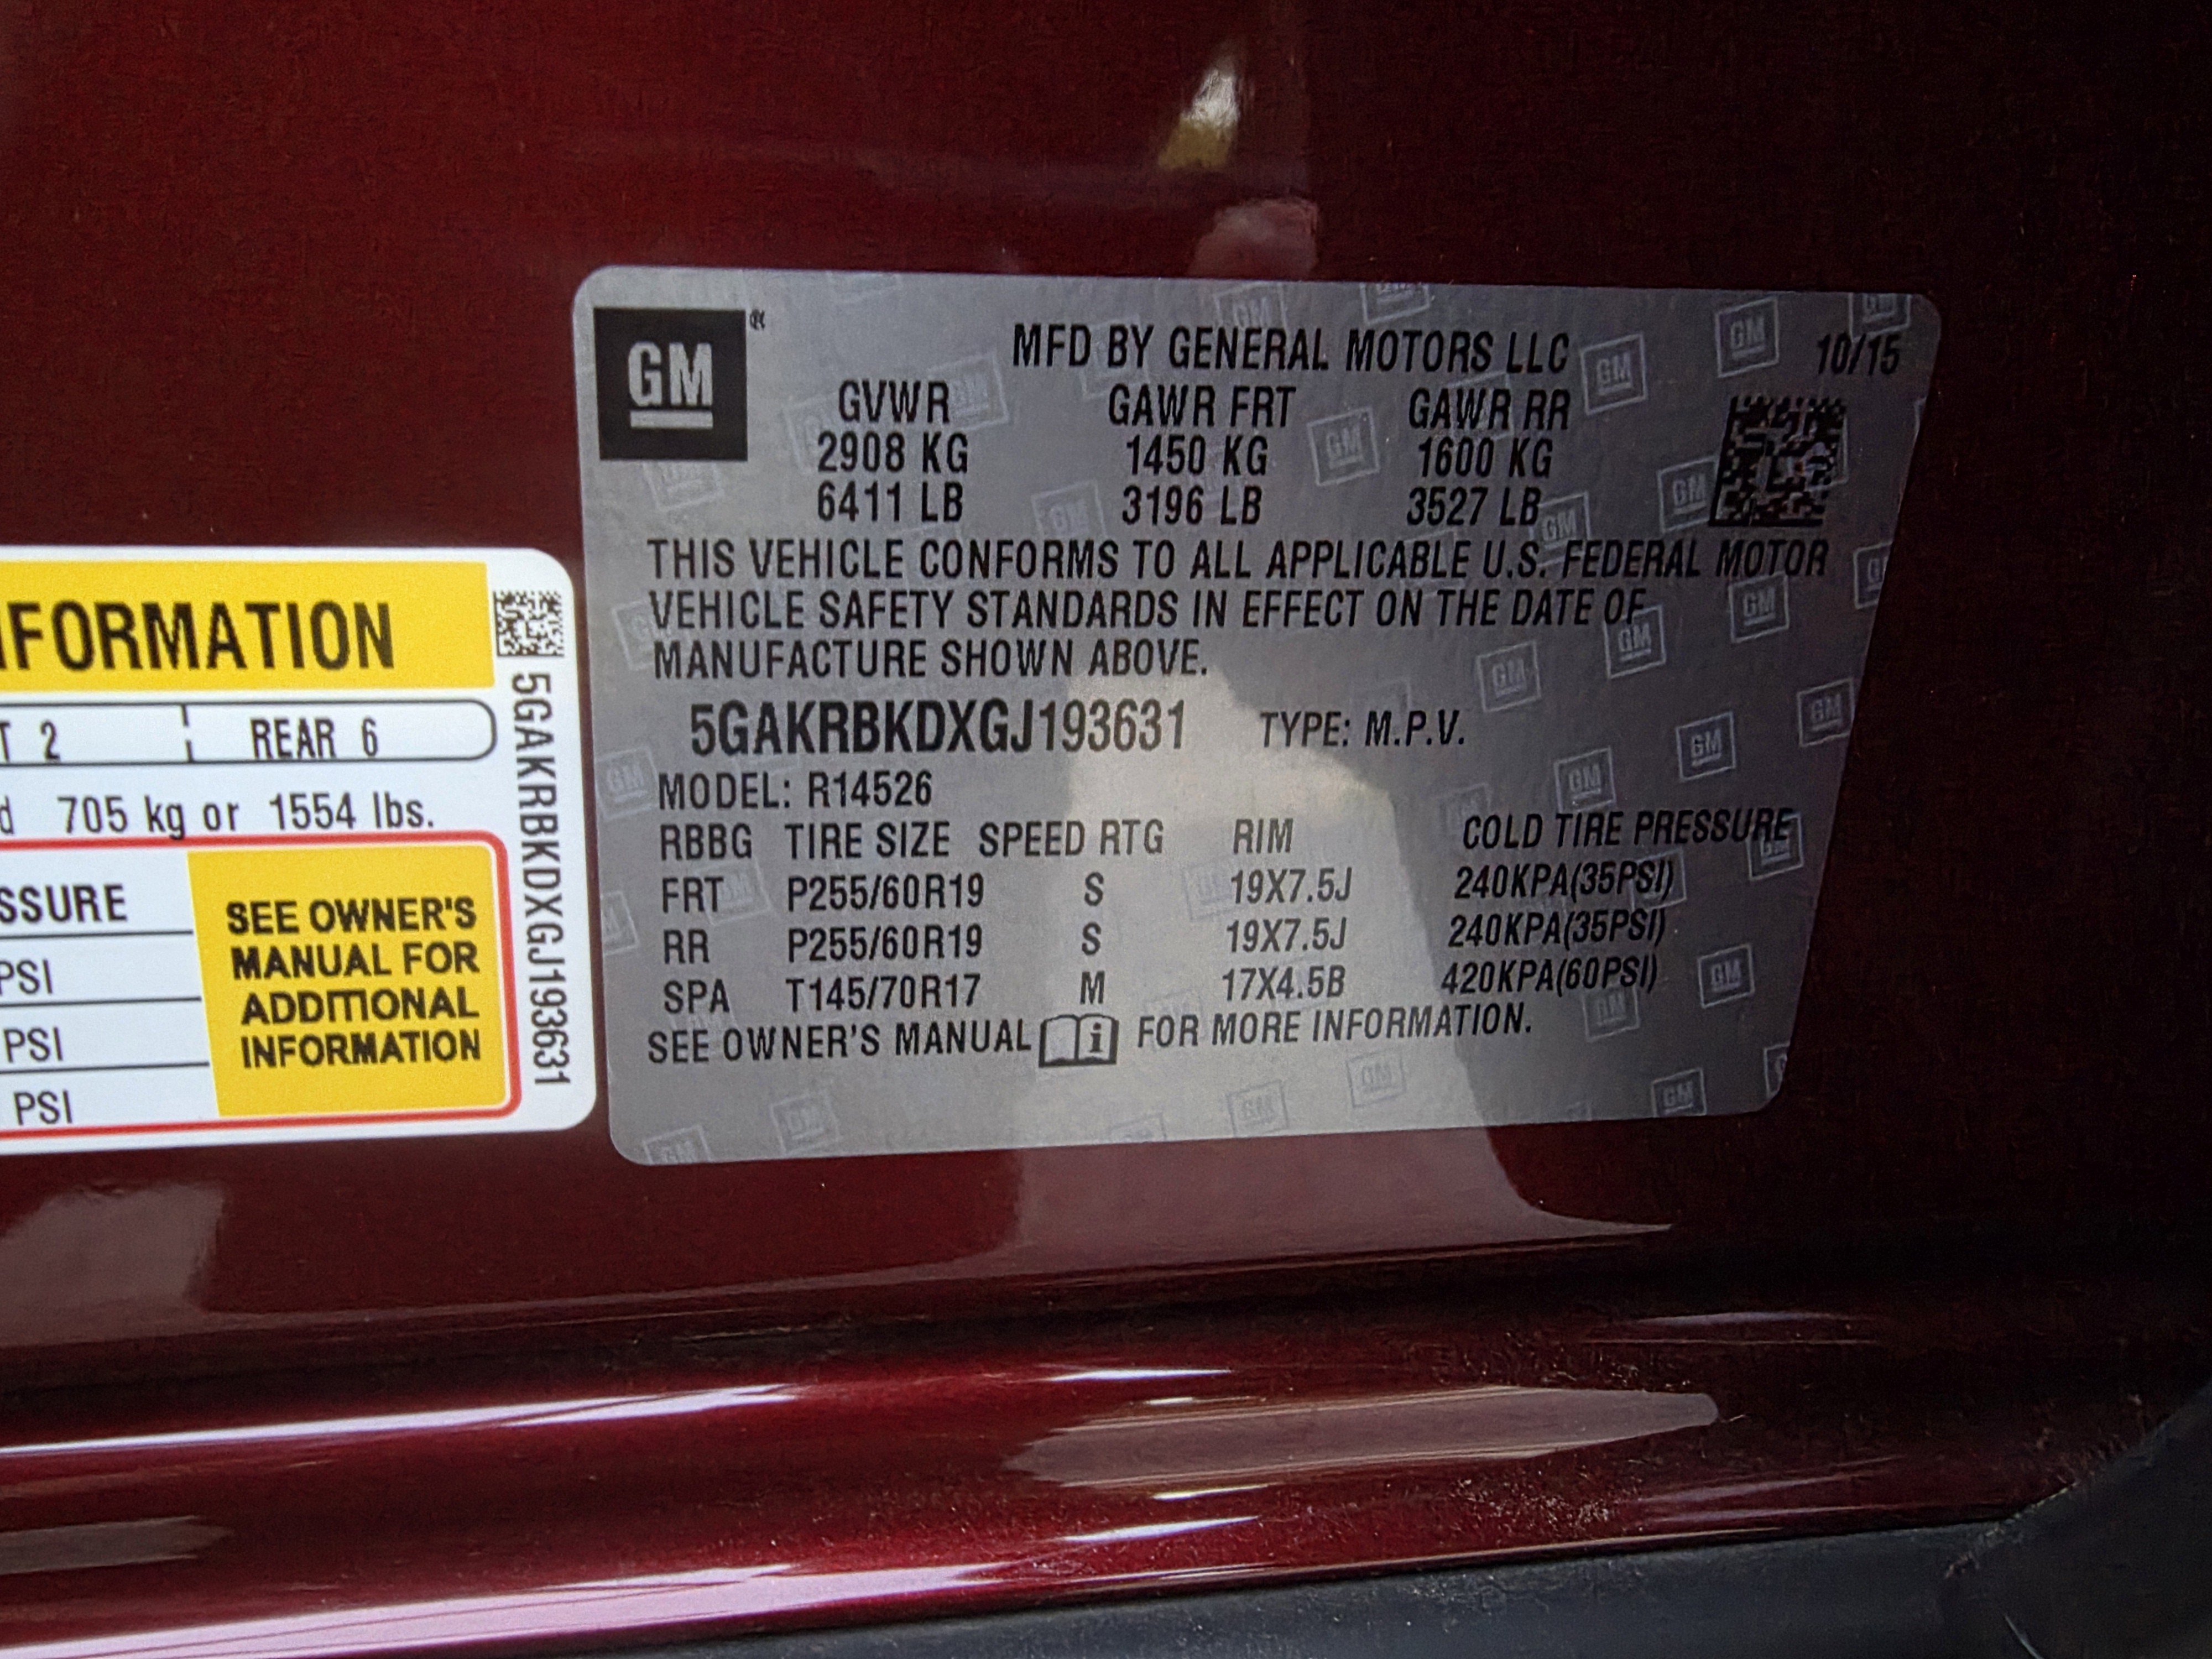 GM
MFD BY GENERAL MOTORS LLC 10/15
GVWR GAWR FRT GAWR RR
2908 KG 1450 KG 1600 KG
6411 LB 3196 LB 3527 LB
THIS VEHICLE CONFORMS TO ALL APPLICABLE U.S. FEDERAL MOTOR
VEHICLE SAFETY STANDARDS IN EFFECT ON THE DATE OF
MANUFACTURE SHOWN ABOVE.
5GAKRBKDXGJ193631 TYPE: M.P.V.
MODEL: R14526
RBBG TIRE SIZE SPEED RTG RIM COLD TIRE PRESSURE
FRT P255/60R19 S 19X7.5J 240KPA(35PSI)
RR P255/60R19 S 19X7.5J 240KPA(35PSI)
SPA T145/70R17 M 17X4.5B 420KPA(60PSI)
SEE OWNER'S MANUAL FOR MORE INFORMATION.
NFORMATION
T 2 REAR 6
d 705 kg or 1554 lbs.
SSURE
PSI
PSI
PSI
SEE OWNER'S
MANUAL FOR
ADDITIONAL
INFORMATION
5GAKRBKDXGJ193631